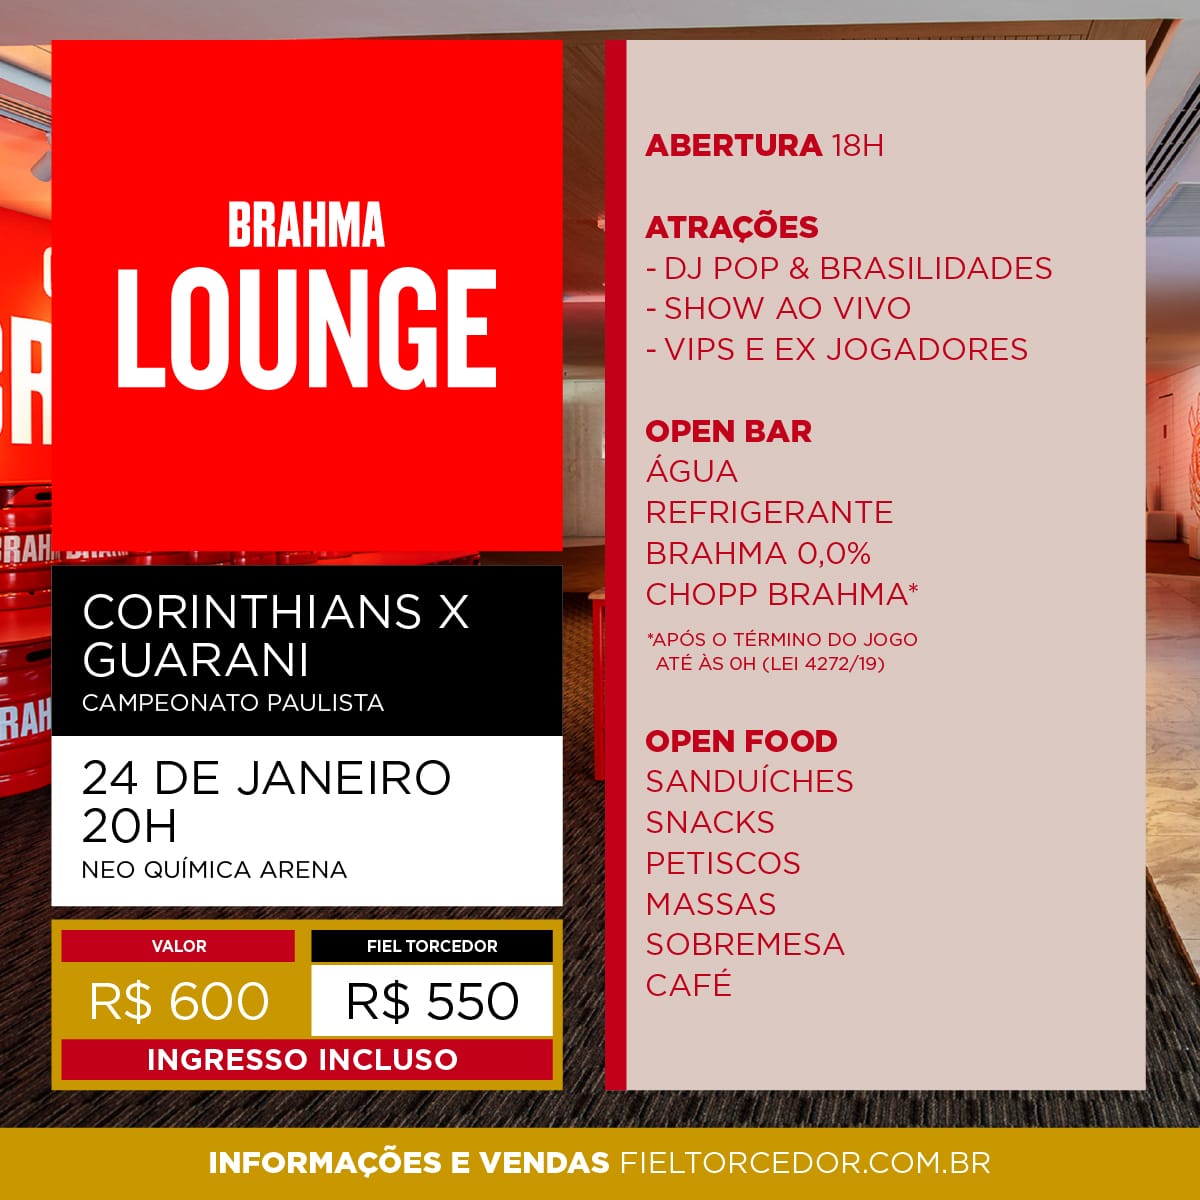 BRAHMA
LOUNGE
CORINTHIANS X
GUARANI
CAMPEONATO PAULISTA
24 DE JANEIRO
20H
NEO QUÍMICA ARENA
VALOR
R$ 600
FIEL TORCEDOR
R$ 550
INGRESSO INCLUSO
ABERTURA 18H
ATRAÇÕES
- DJ POP & BRASILIDADES
- SHOW AO VIVO
- VIPS E EX JOGADORES
OPEN BAR
ÁGUA
REFRIGERANTE
BRAHMA 0,0%
CHOPP BRAHMA*
*APÓS O TÉRMINO DO JOGO
ATÉ ÀS 0H (LEI 4272/19)
OPEN FOOD
SANDUÍCHES
SNACKS
PETISCOS
MASSAS
SOBREMESA
CAFÉ
INFORMAÇÕES E VENDAS FIELTORCEDOR.COM.BR